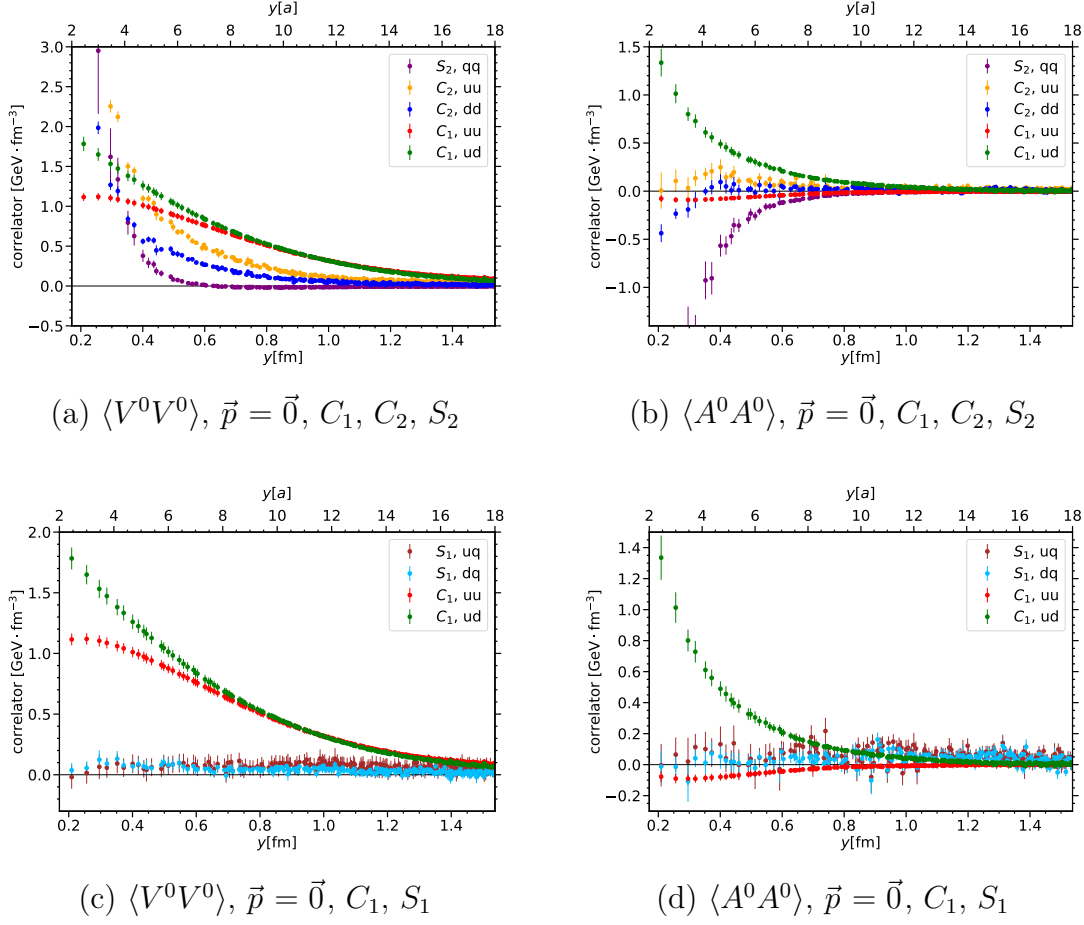 y[a]
2 4 6 8 10 12 14 16 18
correlator [GeV · fm⁻³]
3.0
2.5
2.0
1.5
1.0
0.5
0.0
−0.5
S₂, qq
C₂, uu
C₂, dd
C₁, uu
C₁, ud
0.2 0.4 0.6 0.8 1.0 1.2 1.4
y[fm]
(a) ⟨V⁰V⁰⟩, p⃗ = 0⃗, C₁, C₂, S₂
y[a]
2 4 6 8 10 12 14 16 18
correlator [GeV · fm⁻³]
1.5
1.0
0.5
0.0
−0.5
−1.0
S₂, qq
C₂, uu
C₂, dd
C₁, uu
C₁, ud
0.2 0.4 0.6 0.8 1.0 1.2 1.4
y[fm]
(b) ⟨A⁰A⁰⟩, p⃗ = 0⃗, C₁, C₂, S₂
y[a]
2 4 6 8 10 12 14 16 18
correlator [GeV · fm⁻³]
2.0
1.5
1.0
0.5
0.0
S₁, uq
S₁, dq
C₁, uu
C₁, ud
0.2 0.4 0.6 0.8 1.0 1.2 1.4
y[fm]
(c) ⟨V⁰V⁰⟩, p⃗ = 0⃗, C₁, S₁
y[a]
2 4 6 8 10 12 14 16 18
correlator [GeV · fm⁻³]
1.4
1.2
1.0
0.8
0.6
0.4
0.2
0.0
−0.2
S₁, uq
S₁, dq
C₁, uu
C₁, ud
0.2 0.4 0.6 0.8 1.0 1.2 1.4
y[fm]
(d) ⟨A⁰A⁰⟩, p⃗ = 0⃗, C₁, S₁